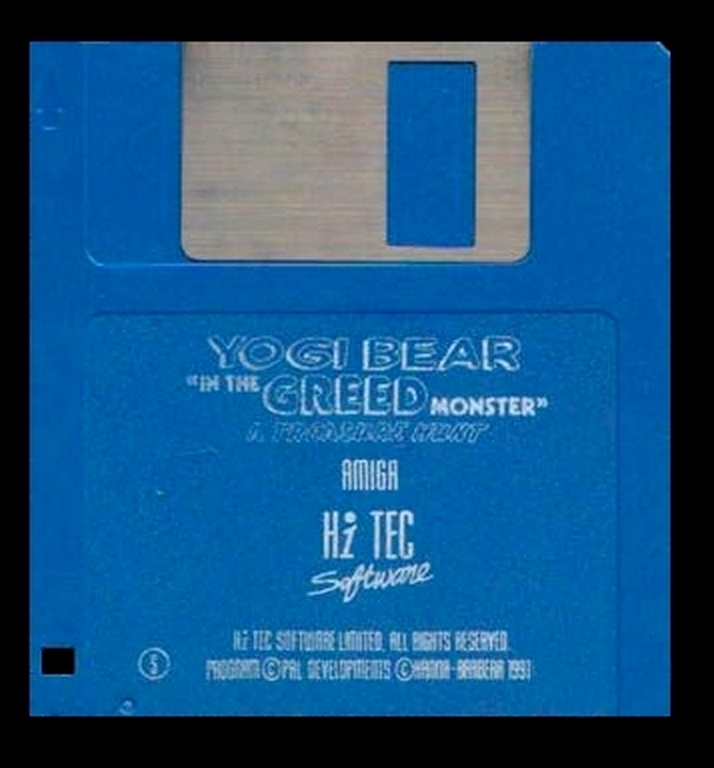 YOGI BEAR
"IN THE GREED MONSTER"
A TREASURE HUNT
AMIGA
Hi TEC
Software
Hi TEC SOFTWARE LIMITED. ALL RIGHTS RESERVED.
PROGRAM © PAL DEVELOPMENTS © HANNA-BARBERA 1991